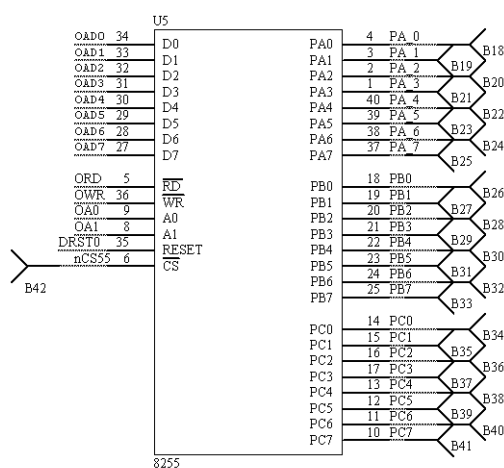 U5
OAD0 34 D0 PA0 4 PA_0 B18
OAD1 33 D1 PA1 3 PA_1 B19
OAD2 32 D2 PA2 2 PA_2 B20
OAD3 31 D3 PA3 1 PA_3 B21
OAD4 30 D4 PA4 40 PA_4 B22
OAD5 29 D5 PA5 39 PA_5 B23
OAD6 28 D6 PA6 38 PA_6 B24
OAD7 27 D7 PA7 37 PA_7 B25
ORD 5 RD PB0 18 PB0 B26
OWR 36 WR PB1 19 PB1 B27
OA0 9 A0 PB2 20 PB2 B28
OA1 8 A1 PB3 21 PB3 B29
DRST0 35 RESET PB4 22 PB4 B30
nCS55 6 CS PB5 23 PB5 B31
B42 PB6 24 PB6 B32
PB7 25 PB7 B33
PC0 14 PC0 B34
PC1 15 PC1 B35
PC2 16 PC2 B36
PC3 17 PC3 B37
PC4 13 PC4 B38
PC5 12 PC5 B39
PC6 11 PC6 B40
PC7 10 PC7 B41
8255